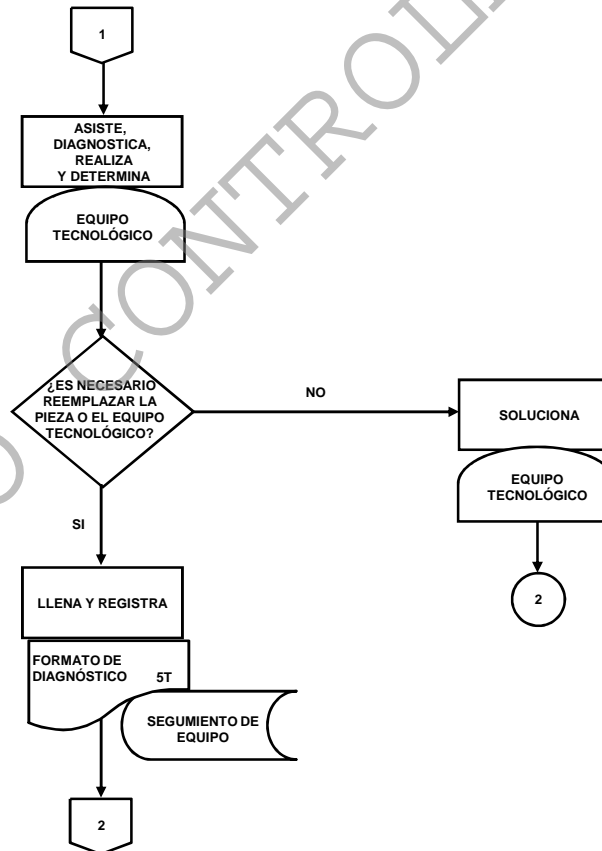 1
ASISTE,
DIAGNOSTICA,
REALIZA
Y DETERMINA
EQUIPO
TECNOLÓGICO
¿ES NECESARIO
REEMPLAZAR LA
PIEZA O EL EQUIPO
TECNOLÓGICO?
NO
SOLUCIONA
EQUIPO
TECNOLÓGICO
2
SI
LLENA Y REGISTRA
FORMATO DE
DIAGNÓSTICO 5T
SEGUMIENTO DE
EQUIPO
2
O CONTROL